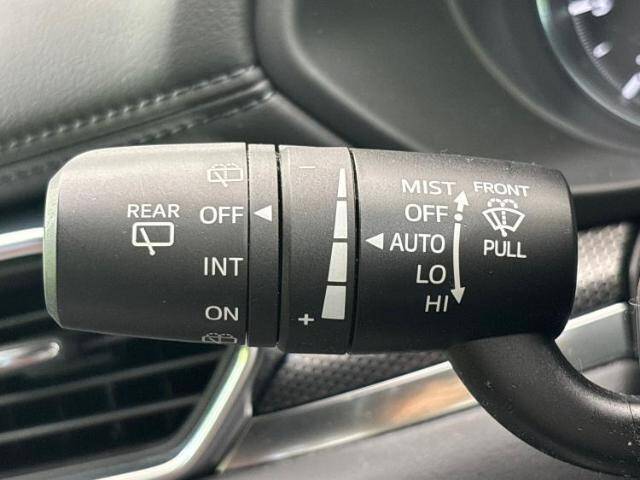 REAR
OFF
INT
ON
−
+
MIST
OFF
AUTO
LO
HI
FRONT
PULL